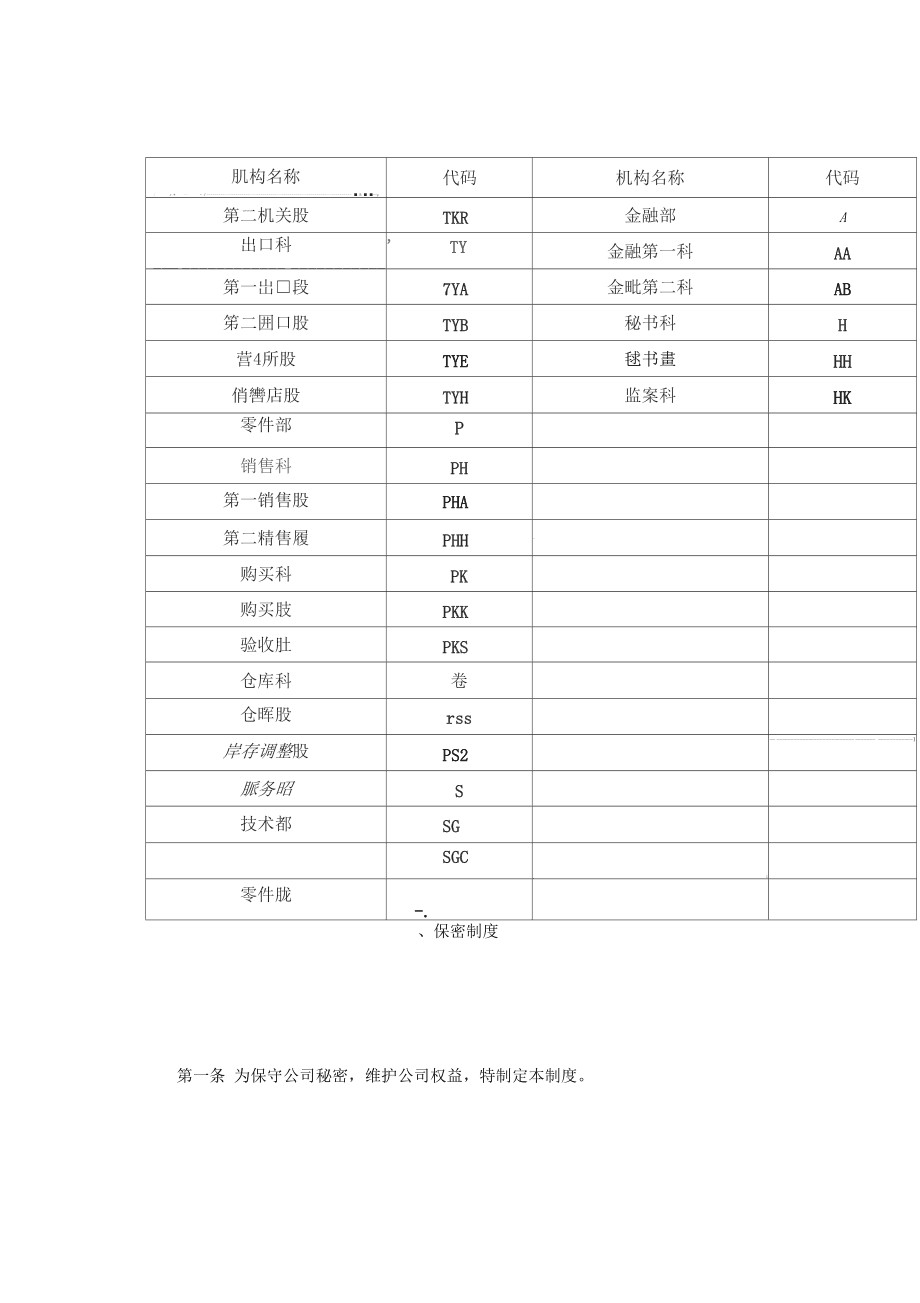 肌构名称 代码 机构名称 代码
第二机关股 TKR 金融部 A
出口科 ’ TY 金融第一科 AA
第一出□段 7YA 金毗第二科 AB
第二囲口股 TYB 秘书科 H
营4所股 TYE 毬书畫 HH
俏轡店股 TYH 监案科 HK
零件部 P
销售科 PH
第一销售股 PHA
第二精售履 PHH
购买科 PK
购买肢 PKK
验收肚 PKS
仓库科 卷
仓晖股 rss
岸存调整股 PS2
脈务昭 S
技术都 SG
SGC
零件胧
-.
、保密制度
第一条 为保守公司秘密，维护公司权益，特制定本制度。